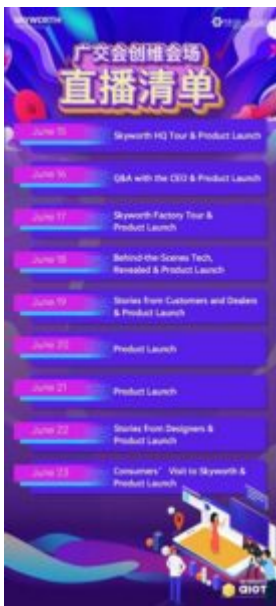 SKYWORTH
广交会创维会场
直播清单
June 15
Skyworth HQ Tour & Product Launch
June 16
Q&A with the CEO & Product Launch
June 17
Skyworth Factory Tour &
Product Launch
June 18
Behind-the-Scenes Tech,
Revealed & Product Launch
June 19
Stories from Customers and Dealers
& Product Launch
June 20
Product Launch
June 21
Product Launch
June 22
Stories from Designers &
Product Launch
June 23
Consumers' Visit to Skyworth &
Product Launch
AIOT